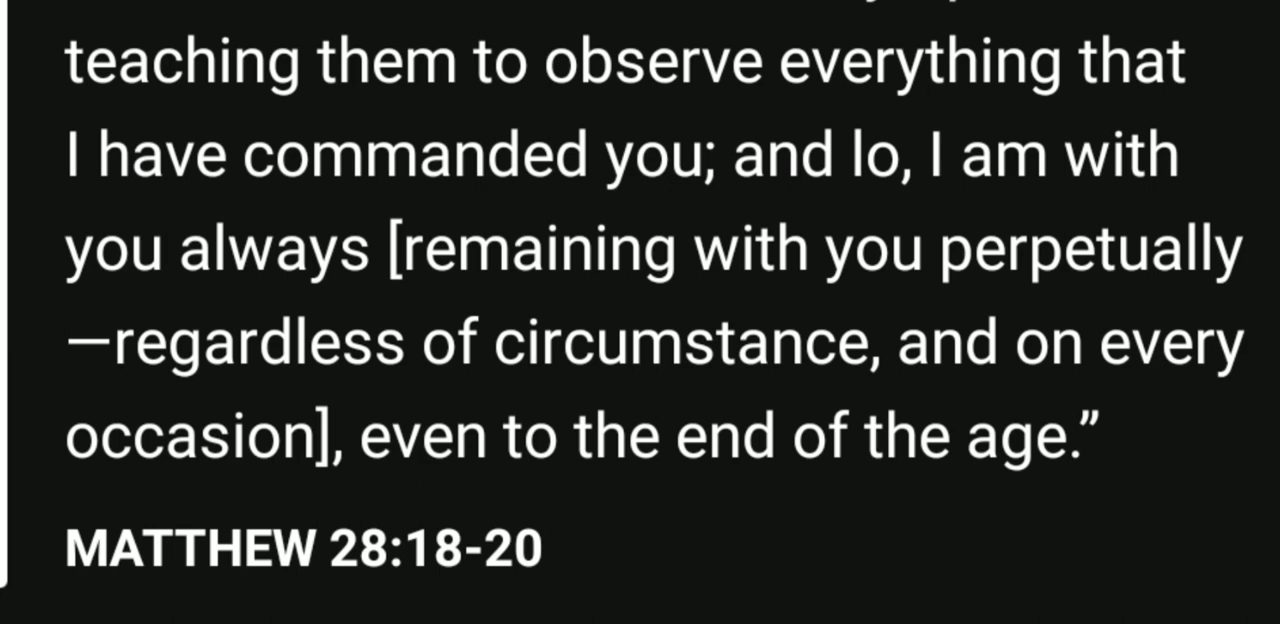 teaching them to observe everything that
I have commanded you; and lo, I am with
you always [remaining with you perpetually
—regardless of circumstance, and on every
occasion], even to the end of the age.”
MATTHEW 28:18-20